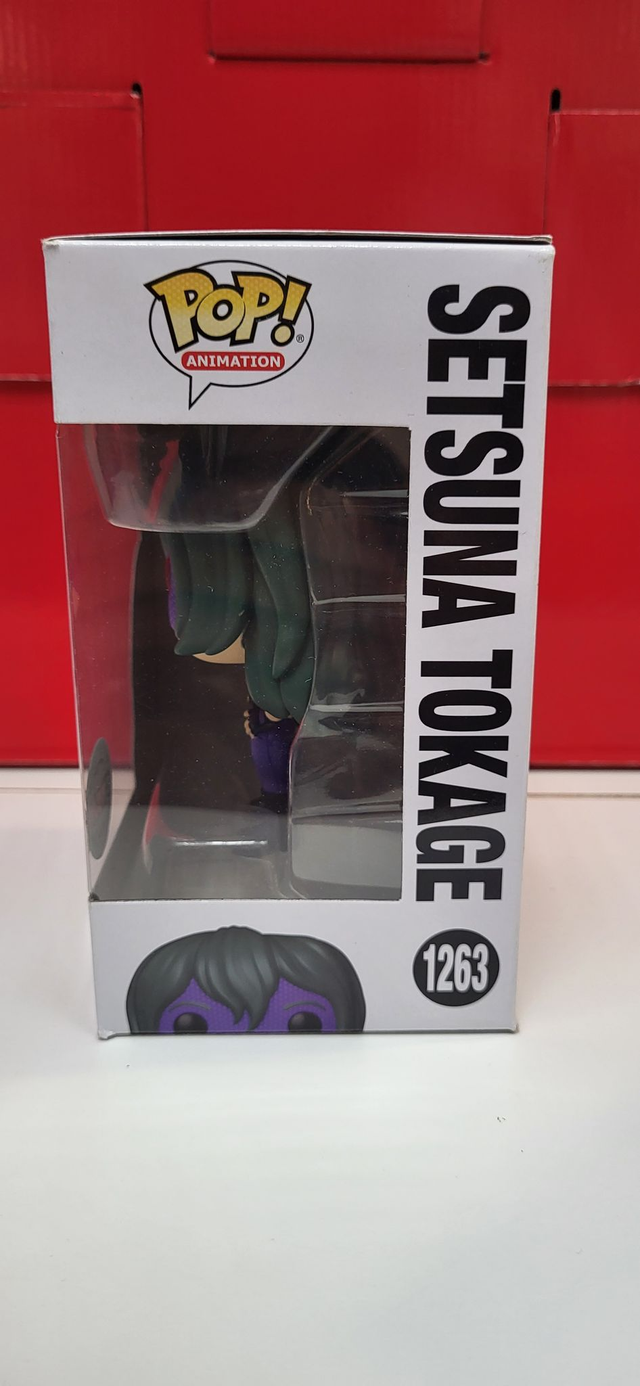 POP!®
ANIMATION
SETSUNA TOKAGE
1263